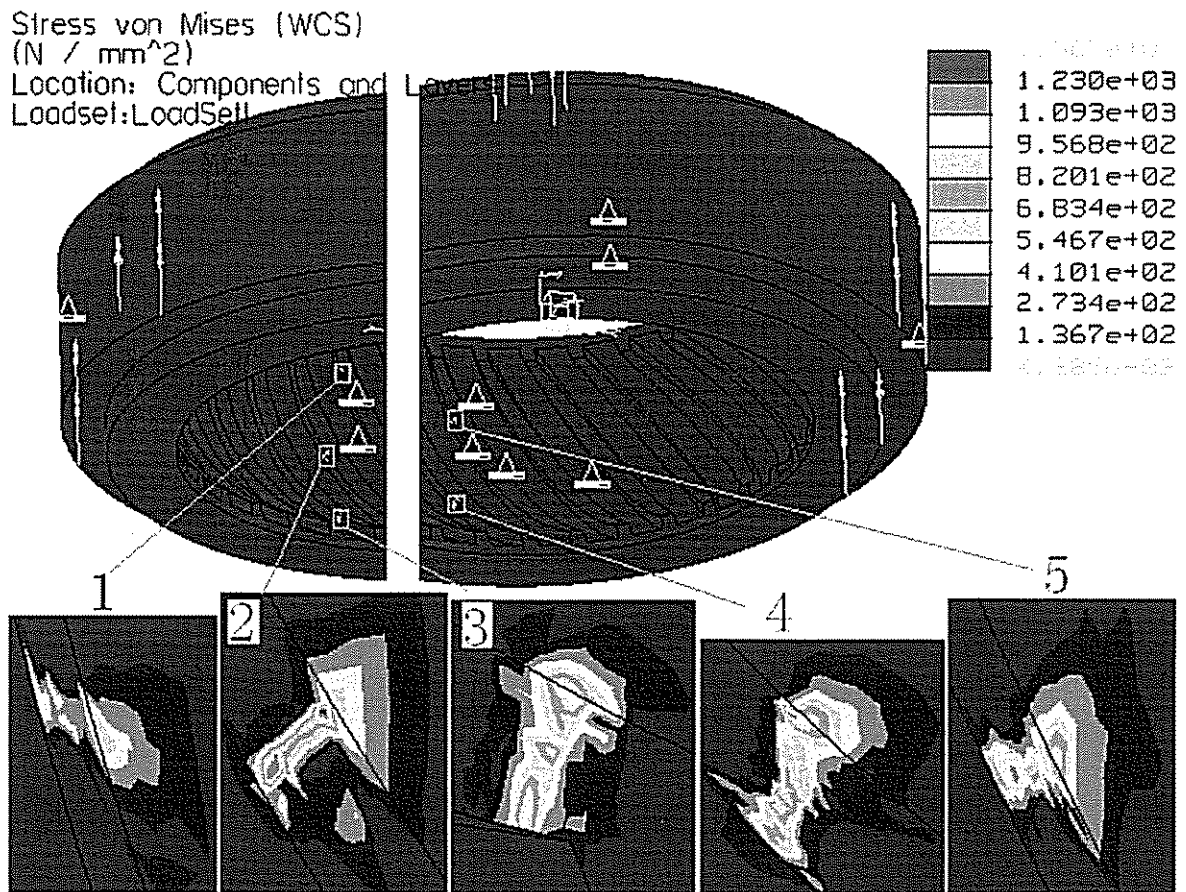 Stress von Mises (WCS)
(N / mm^2)
Location: Components and Layers
Loadset:LoadSet1
1.230e+03
1.093e+03
9.568e+02
8.201e+02
6.834e+02
5.467e+02
4.101e+02
2.734e+02
1.367e+02
1
2
3
4
5